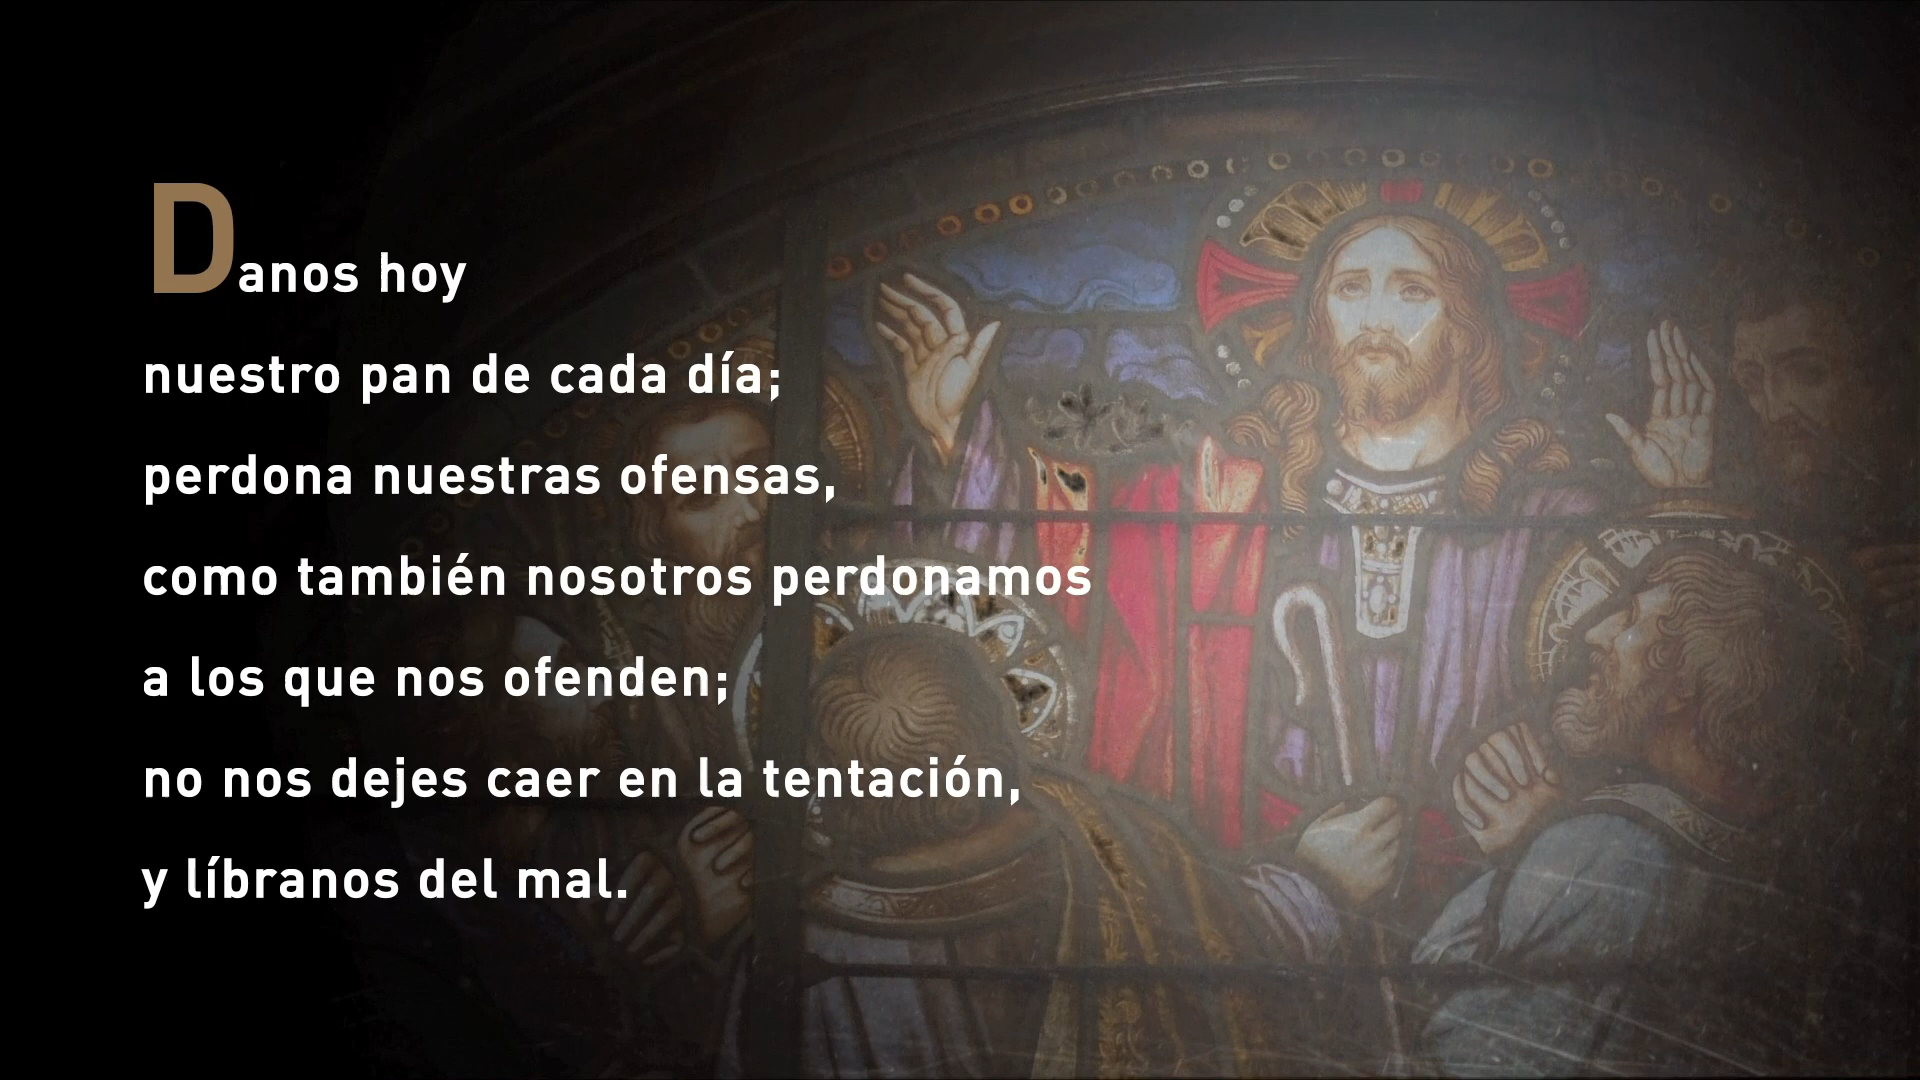 Danos hoy
nuestro pan de cada día;
perdona nuestras ofensas,
como también nosotros perdonamos
a los que nos ofenden;
no nos dejes caer en la tentación,
y líbranos del mal.